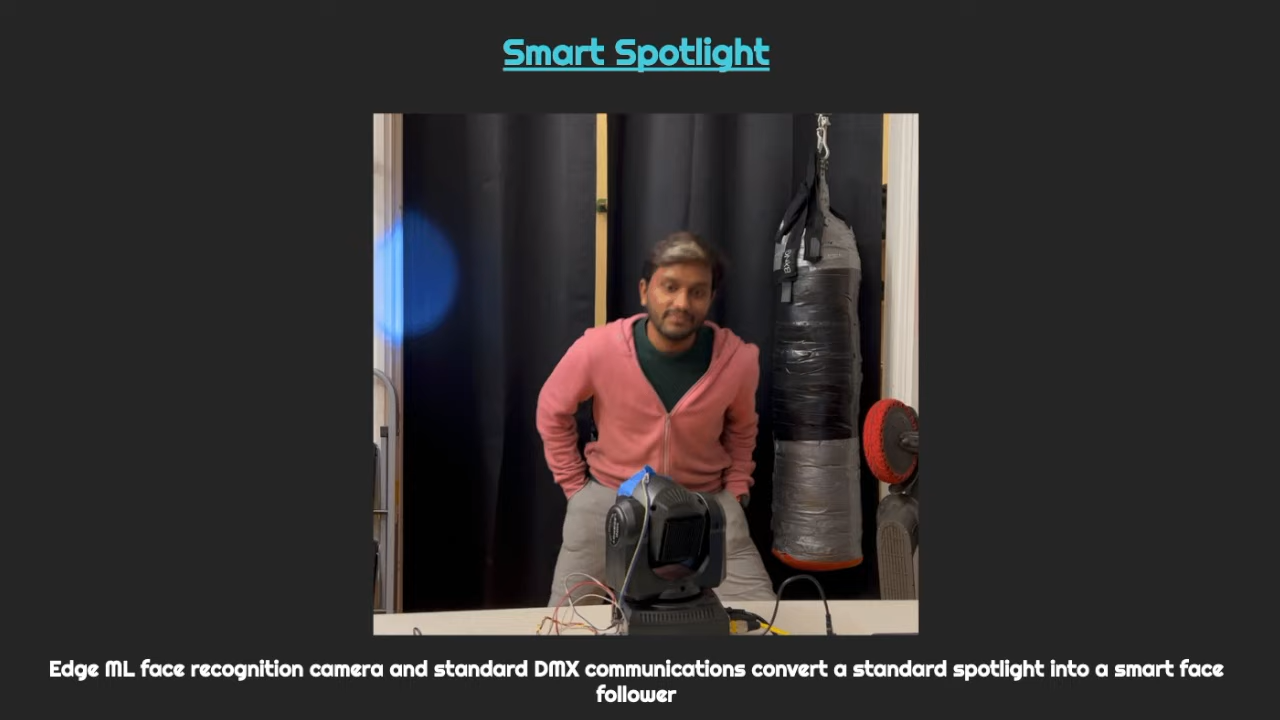 Smart Spotlight
Edge ML face recognition camera and standard DMX communications convert a standard spotlight into a smart face
follower